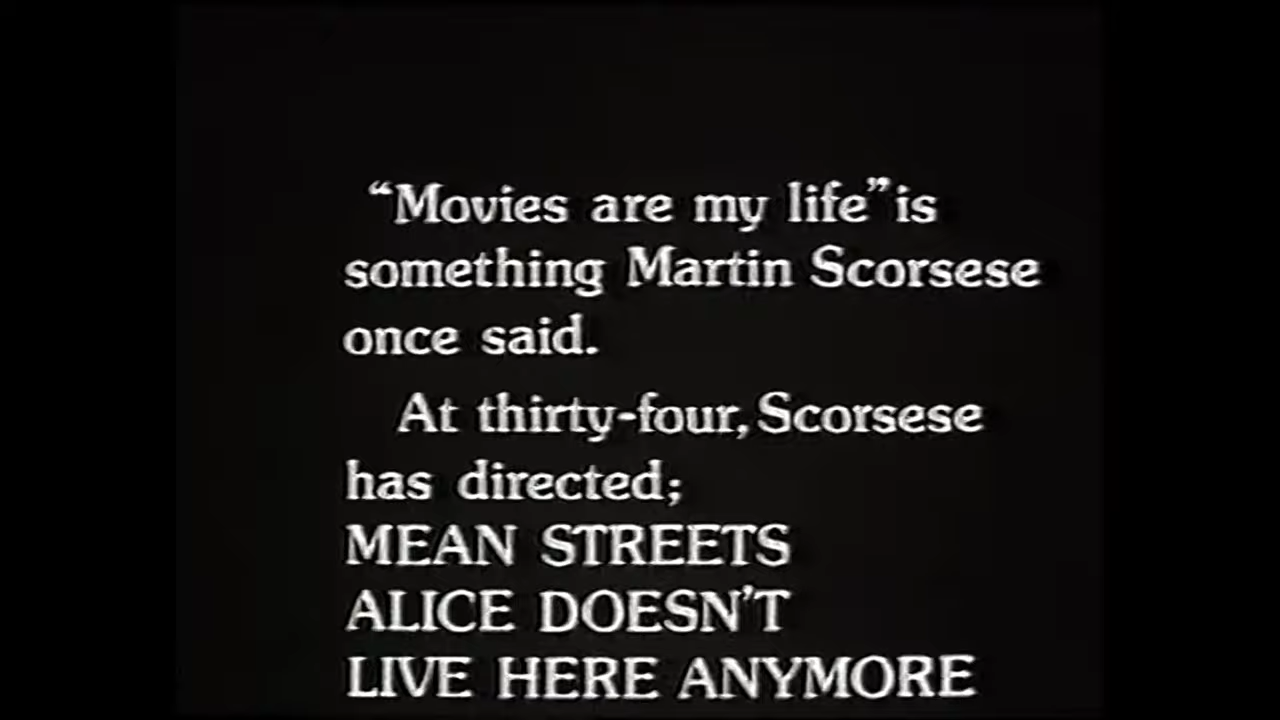 “Movies are my life” is
something Martin Scorsese
once said.
At thirty-four, Scorsese
has directed;
MEAN STREETS
ALICE DOESN’T
LIVE HERE ANYMORE